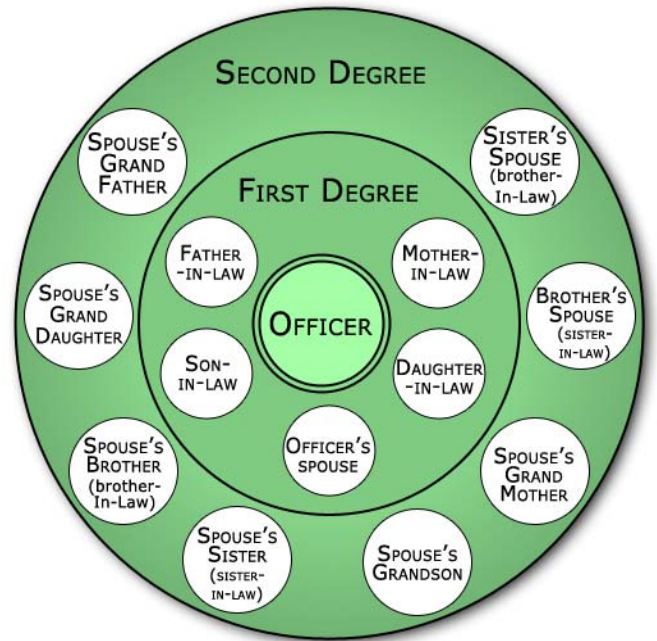 SECOND DEGREE
SPOUSE'S
GRAND
FATHER
SISTER'S
SPOUSE
(brother-
In-Law)
FIRST DEGREE
FATHER
-IN-LAW
MOTHER-
IN-LAW
SPOUSE'S
GRAND
DAUGHTER
OFFICER
BROTHER'S
SPOUSE
(SISTER-
IN-LAW)
SON-
IN-LAW
DAUGHTER
-IN-LAW
SPOUSE'S
BROTHER
(brother-
In-Law)
OFFICER'S
SPOUSE
SPOUSE'S
GRAND
MOTHER
SPOUSE'S
SISTER
(SISTER-
IN-LAW)
SPOUSE'S
GRANDSON